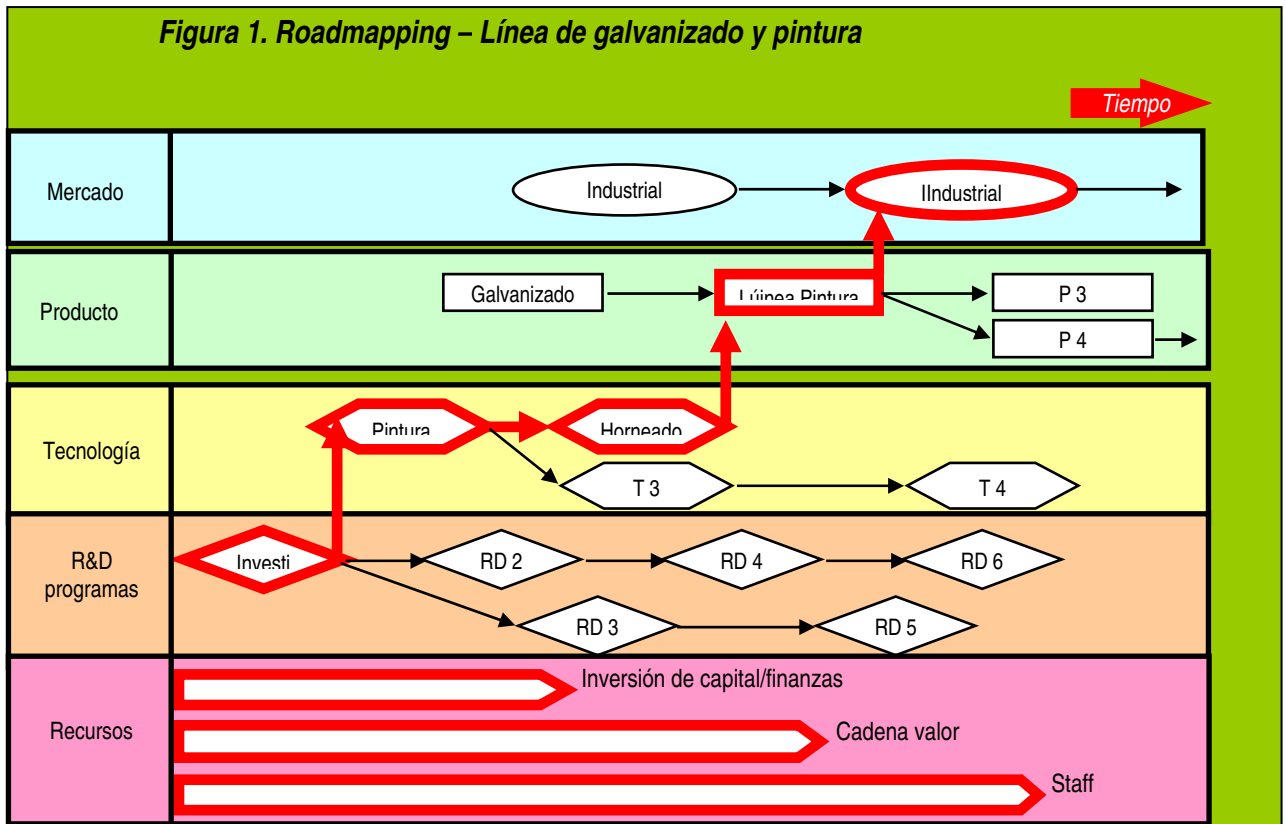 Figura 1. Roadmapping – Línea de galvanizado y pintura
Tiempo
Mercado
Industrial
IIndustrial
Producto
Galvanizado
Lúinea Pintura
P 3
P 4
Tecnología
Pintura
Horneado
T 3
T 4
R&D
programas
Investi
RD 2
RD 4
RD 6
RD 3
RD 5
Recursos
Inversión de capital/finanzas
Cadena valor
Staff